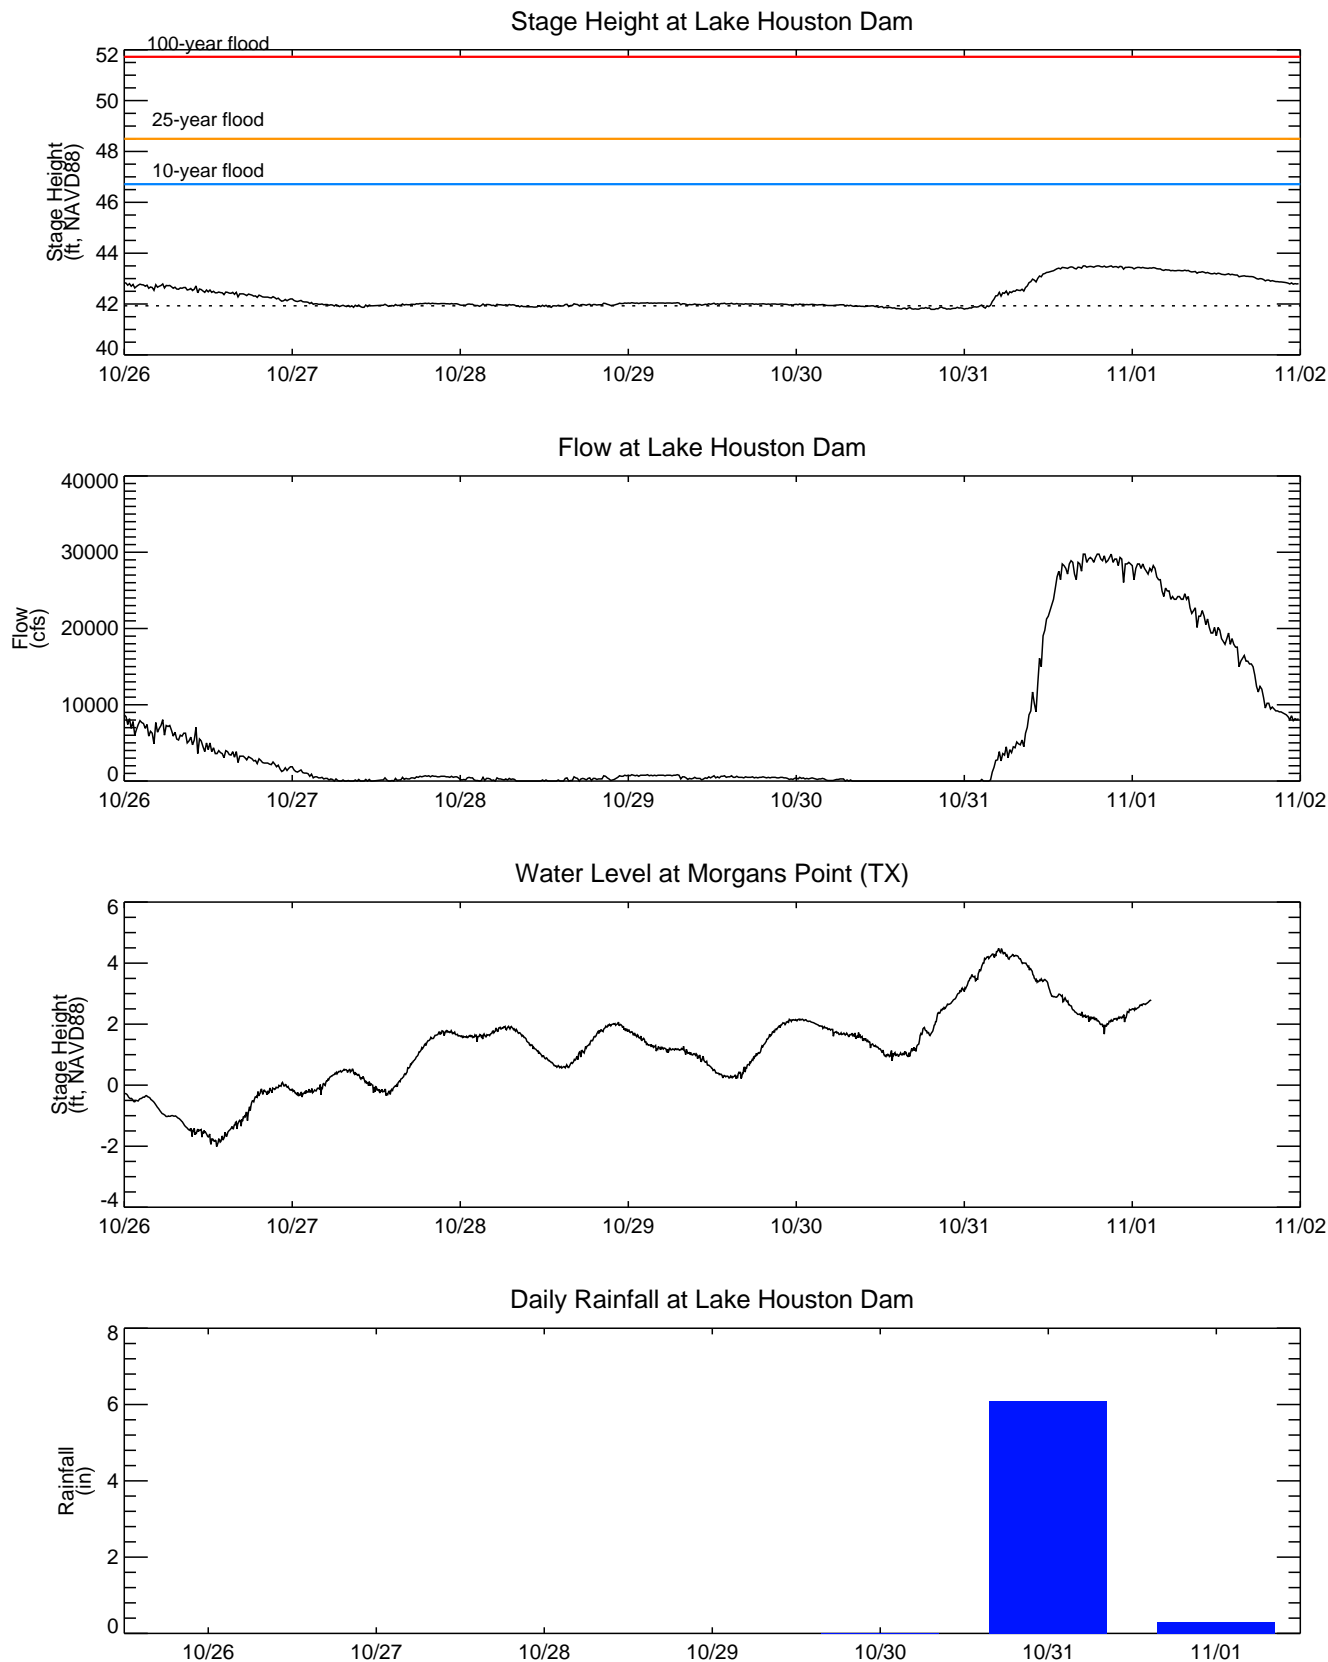 Stage Height at Lake Houston Dam
100-year flood
25-year flood
10-year flood
Stage Height
(ft, NAVD88)
52
50
48
46
44
42
40
10/26 10/27 10/28 10/29 10/30 10/31 11/01 11/02
Flow at Lake Houston Dam
Flow
(cfs)
40000
30000
20000
10000
0
10/26 10/27 10/28 10/29 10/30 10/31 11/01 11/02
Water Level at Morgans Point (TX)
Stage Height
(ft, NAVD88)
6
4
2
0
-2
-4
10/26 10/27 10/28 10/29 10/30 10/31 11/01 11/02
Daily Rainfall at Lake Houston Dam
Rainfall
(in)
8
6
4
2
0
10/26 10/27 10/28 10/29 10/30 10/31 11/01